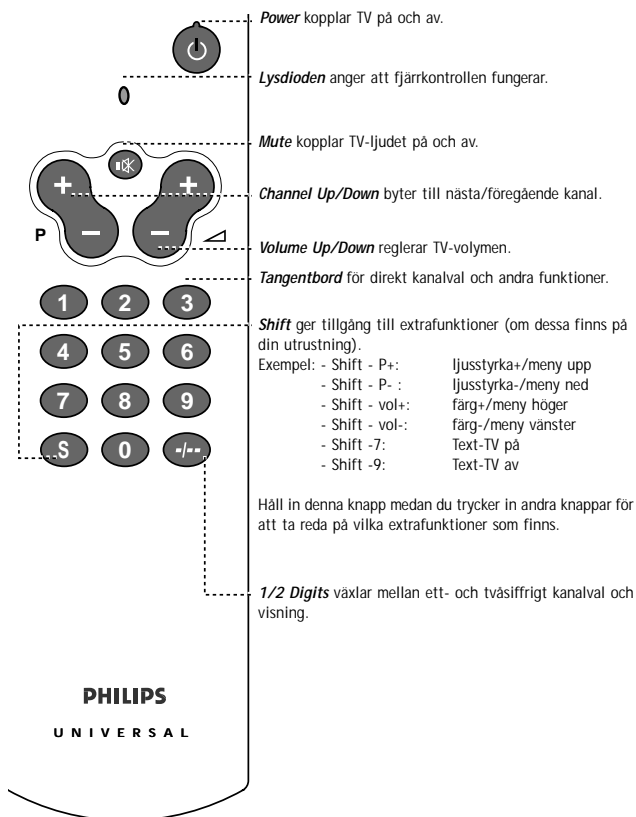 Power kopplar TV på och av.
Lysdioden anger att fjärrkontrollen fungerar.
Mute kopplar TV-ljudet på och av.
+ +
Channel Up/Down byter till nästa/föregående kanal.
P - -
Volume Up/Down reglerar TV-volymen.
Tangentbord för direkt kanalval och andra funktioner.
1 2 3
Shift ger tillgång till extrafunktioner (om dessa finns på
din utrustning).
Exempel: - Shift - P+: ljusstyrka+/meny upp
- Shift - P- : ljusstyrka-/meny ned
- Shift - vol+: färg+/meny höger
- Shift - vol-: färg-/meny vänster
- Shift -7: Text-TV på
- Shift -9: Text-TV av
4 5 6
7 8 9
S 0 -/--
Håll in denna knapp medan du trycker in andra knappar för
att ta reda på vilka extrafunktioner som finns.
1/2 Digits växlar mellan ett- och tvåsiffrigt kanalval och
visning.
PHILIPS
UNIVERSAL